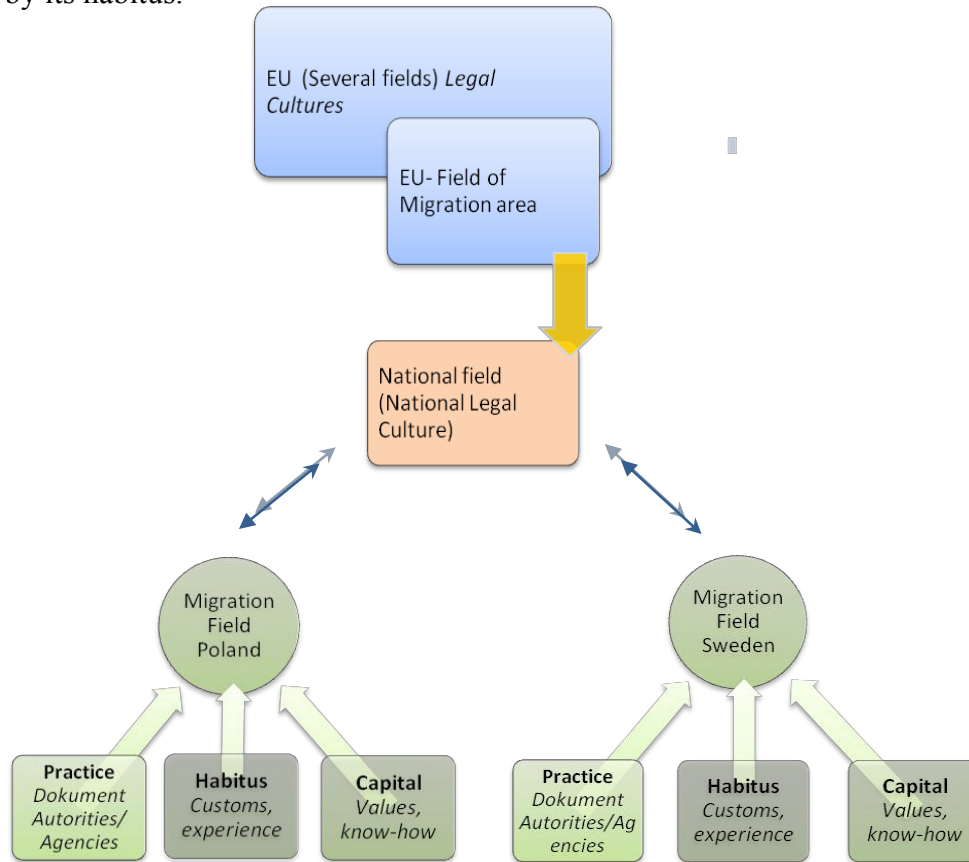 by its habitus.
EU (Several fields) Legal
Cultures
EU- Field of
Migration area
National field
(National Legal
Culture)
Migration
Field
Poland
Migration
Field
Sweden
Practice
Dokument
Autorities/
Agencies
Habitus
Customs,
experience
Capital
Values,
know-how
Practice
Dokument
Autorities/Ag
encies
Habitus
Customs,
experience
Capital
Values,
know-how